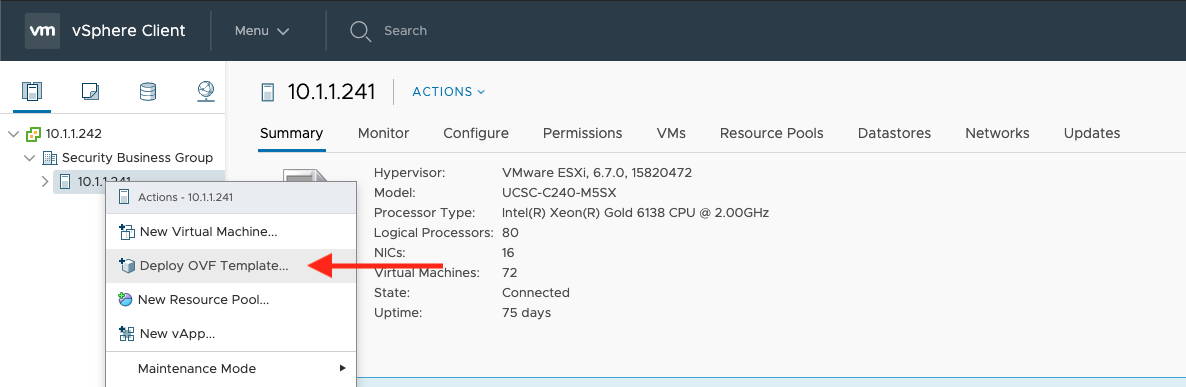 vm vSphere Client Menu Search
10.1.1.241 ACTIONS
Summary Monitor Configure Permissions VMs Resource Pools Datastores Networks Updates
10.1.1.242
Security Business Group
10.1.1.241
Actions - 10.1.1.241
New Virtual Machine...
Deploy OVF Template...
New Resource Pool...
New vApp...
Maintenance Mode
Hypervisor: VMware ESXi, 6.7.0, 15820472
Model: UCSC-C240-M5SX
Processor Type: Intel(R) Xeon(R) Gold 6138 CPU @ 2.00GHz
Logical Processors: 80
NICs: 16
Virtual Machines: 72
State: Connected
Uptime: 75 days